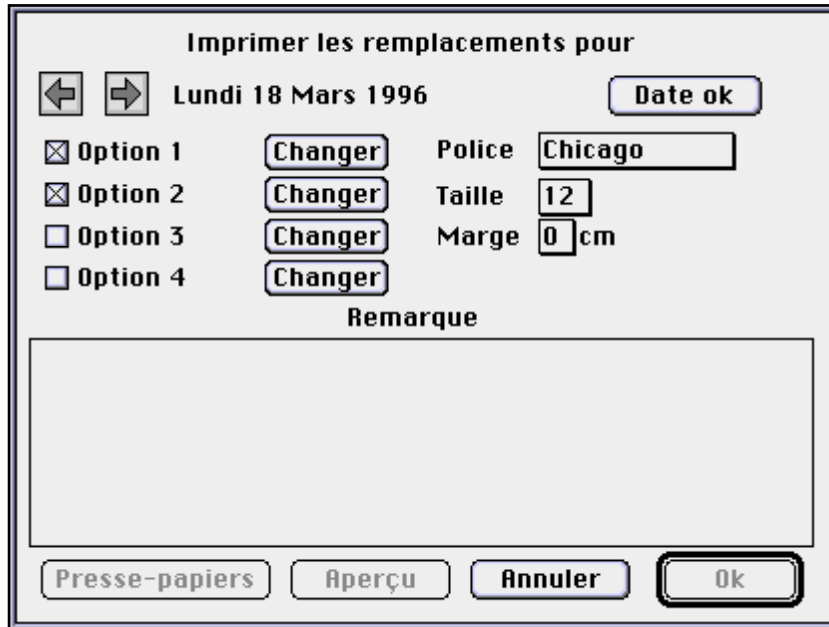 Imprimer les remplacements pour
Lundi 18 Mars 1996 Date ok
Option 1 Changer Police Chicago
Option 2 Changer Taille 12
Option 3 Changer Marge 0 cm
Option 4 Changer
Remarque
Presse-papiers Aperçu Annuler Ok